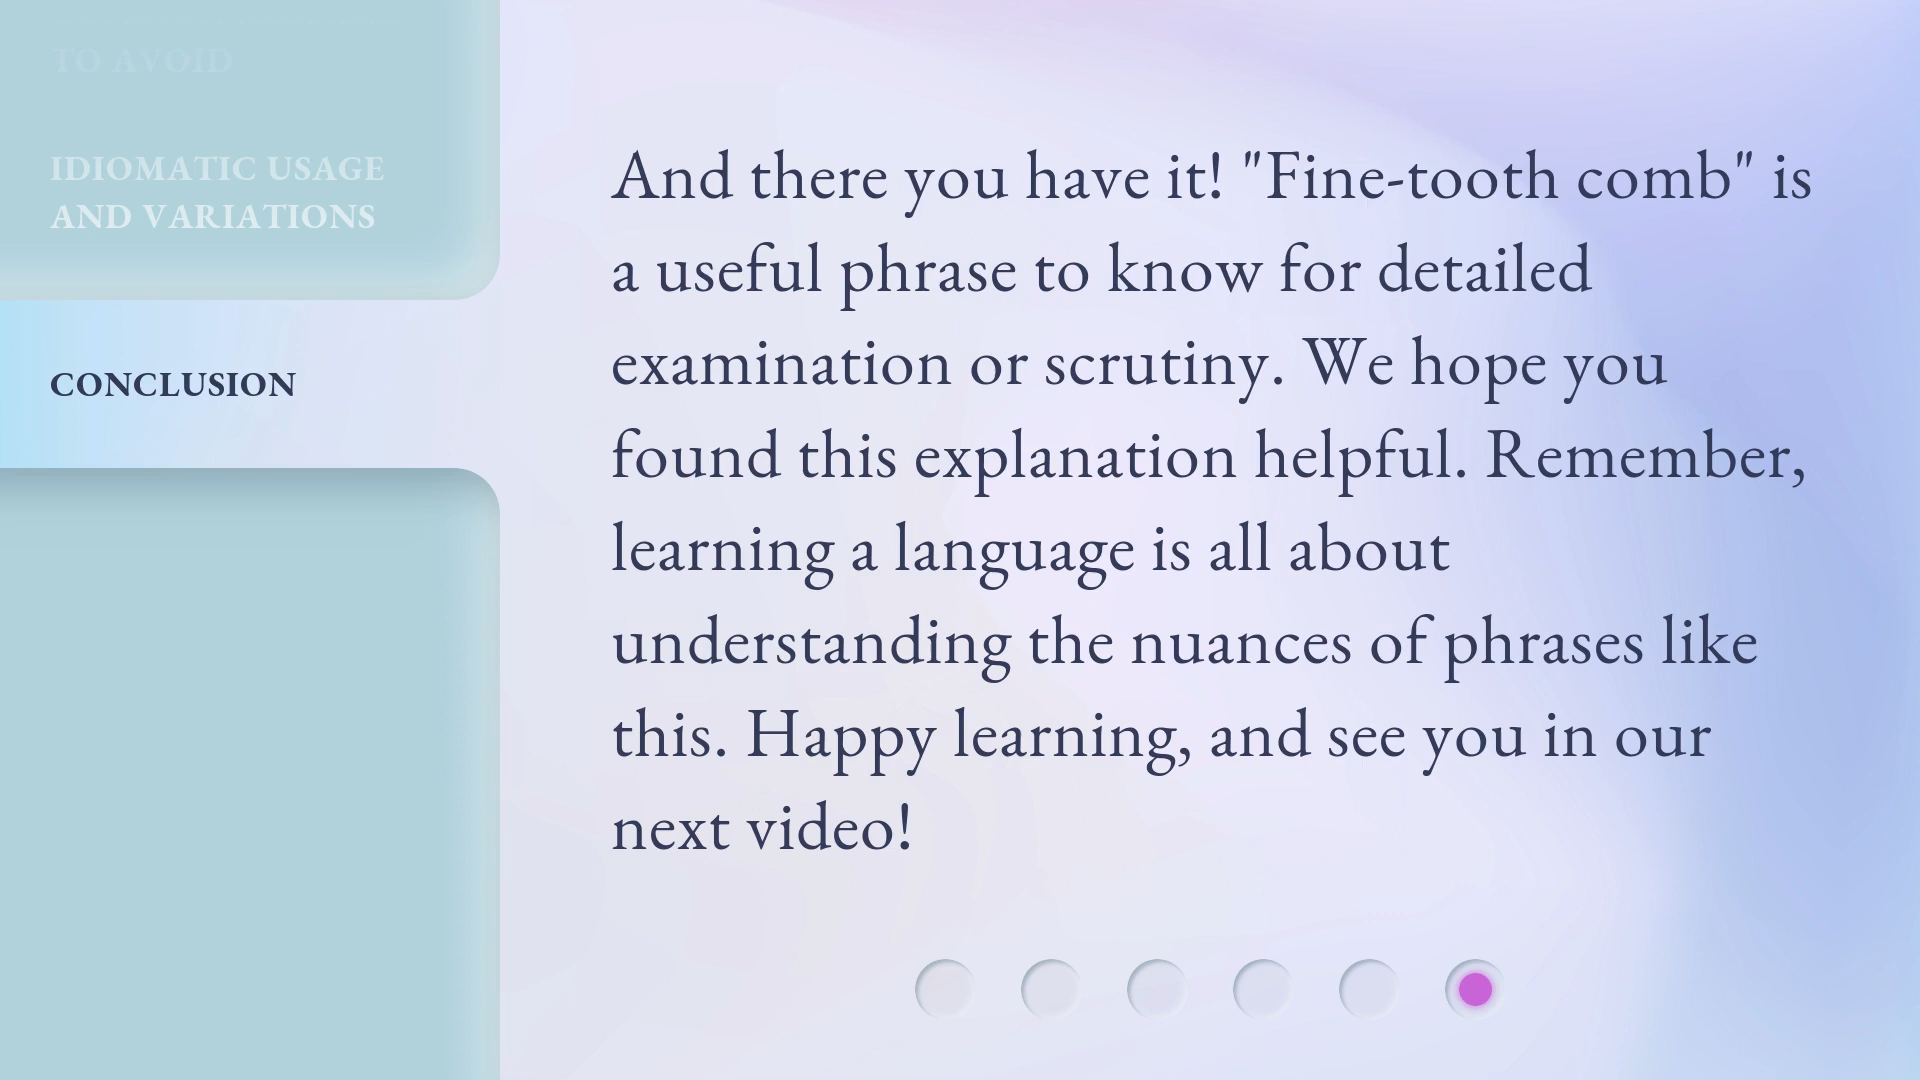 TO AVOID
IDIOMATIC USAGE
AND VARIATIONS
CONCLUSION
And there you have it! "Fine-tooth comb" is
a useful phrase to know for detailed
examination or scrutiny. We hope you
found this explanation helpful. Remember,
learning a language is all about
understanding the nuances of phrases like
this. Happy learning, and see you in our
next video!